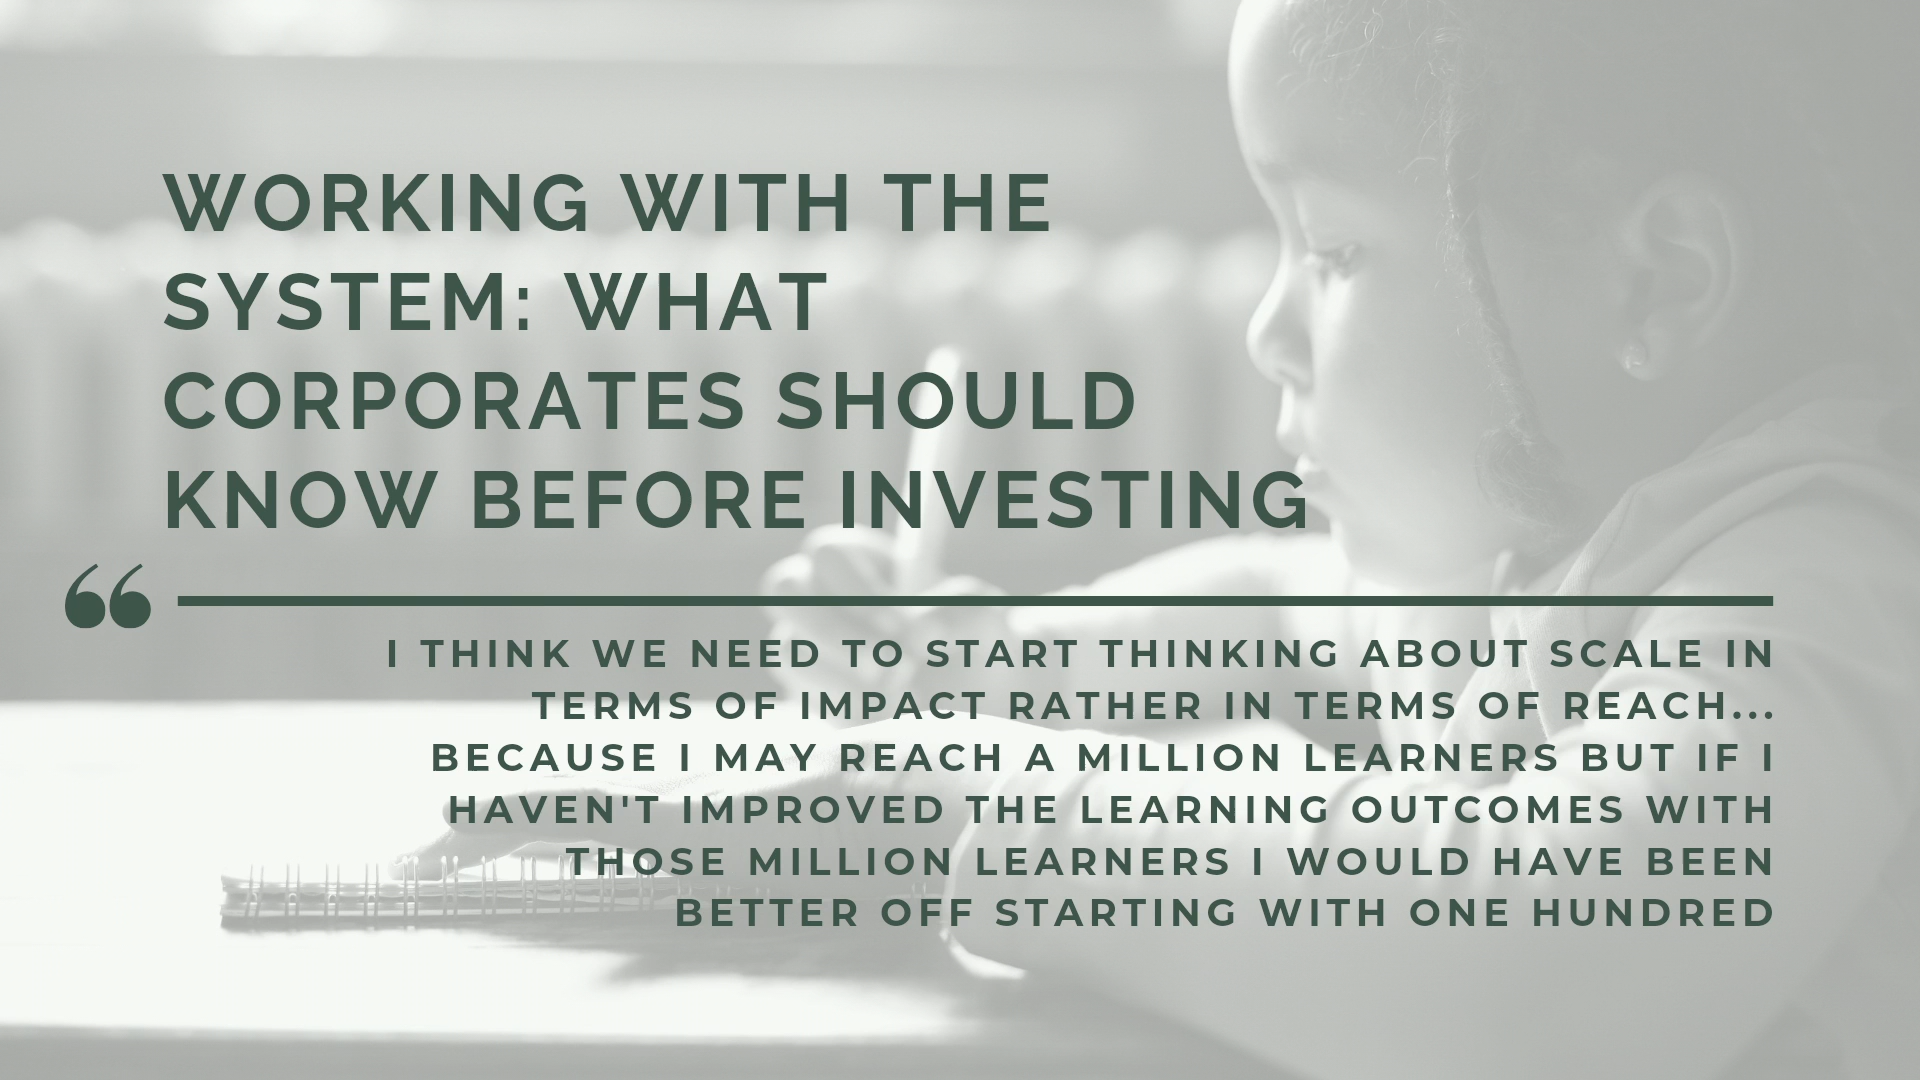 WORKING WITH THE
SYSTEM: WHAT
CORPORATES SHOULD
KNOW BEFORE INVESTING
“
I THINK WE NEED TO START THINKING ABOUT SCALE IN
TERMS OF IMPACT RATHER IN TERMS OF REACH...
BECAUSE I MAY REACH A MILLION LEARNERS BUT IF I
HAVEN'T IMPROVED THE LEARNING OUTCOMES WITH
THOSE MILLION LEARNERS I WOULD HAVE BEEN
BETTER OFF STARTING WITH ONE HUNDRED